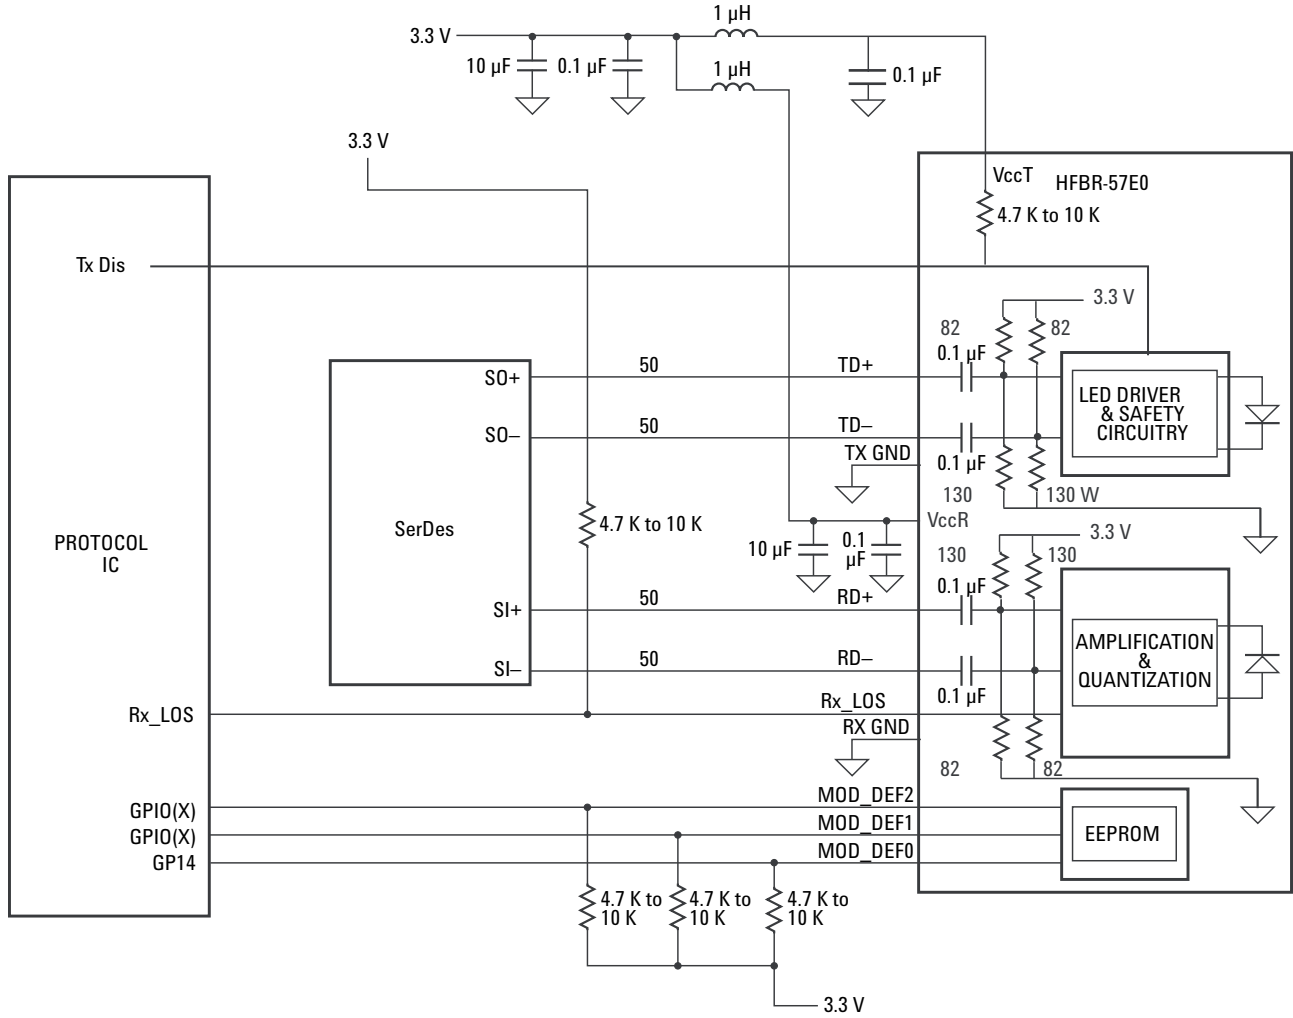 1 µH
3.3 V
10 µF
0.1 µF
1 µH
0.1 µF
3.3 V
VccT
HFBR-57E0
4.7 K to 10 K
Tx Dis
3.3 V
82
82
0.1 µF
50
TD+
SO+
LED DRIVER
& SAFETY
CIRCUITRY
50
TD–
SO–
TX GND
0.1 µF
130
130 W
VccR
4.7 K to 10 K
SerDes
3.3 V
10 µF
0.1
µF
130
130
PROTOCOL
IC
0.1 µF
50
RD+
SI+
AMPLIFICATION
&
QUANTIZATION
50
RD–
SI–
0.1 µF
Rx_LOS
Rx_LOS
RX GND
82
82
MOD_DEF2
GPIO(X)
MOD_DEF1
GPIO(X)
EEPROM
MOD_DEF0
GP14
4.7 K to
10 K
4.7 K to
10 K
4.7 K to
10 K
3.3 V